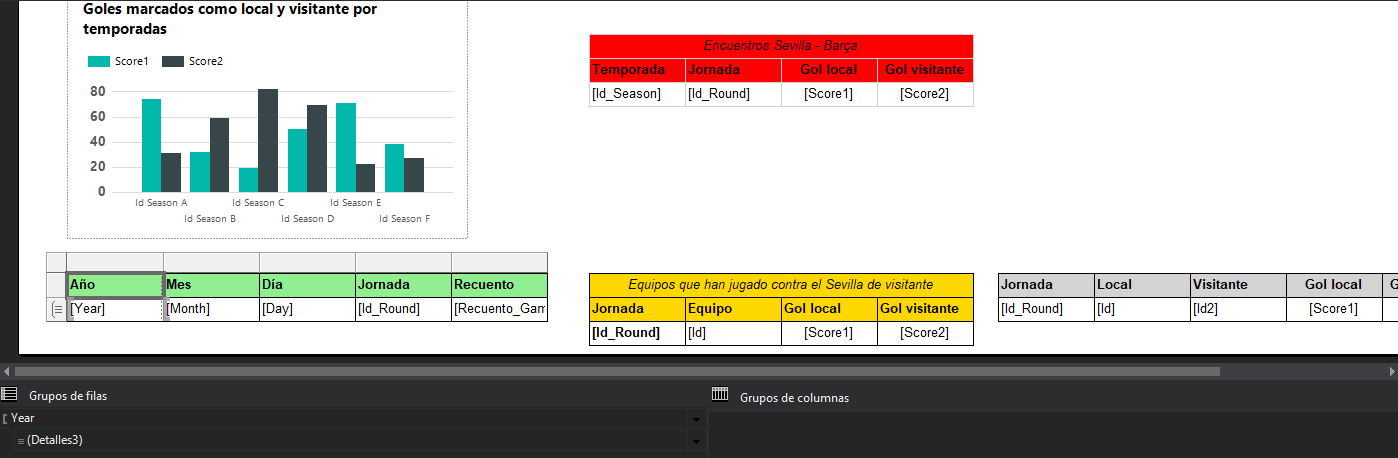 Goles marcados como local y visitante por
temporadas
Score1 Score2
80
60
40
20
0
Id Season A Id Season C Id Season E
Id Season B Id Season D Id Season F
Encuentros Sevilla - Barça
Temporada Jornada Gol local Gol visitante
[Id_Season] [Id_Round] [Score1] [Score2]
Año Mes Día Jornada Recuento
[Year] [Month] [Day] [Id_Round] [Recuento_Gam
Equipos que han jugado contra el Sevilla de visitante
Jornada Equipo Gol local Gol visitante
[Id_Round] [Id] [Score1] [Score2]
Jornada Local Visitante Gol local G
[Id_Round] [Id] [Id2] [Score1]
Grupos de filas
Year
(Detalles3)
Grupos de columnas